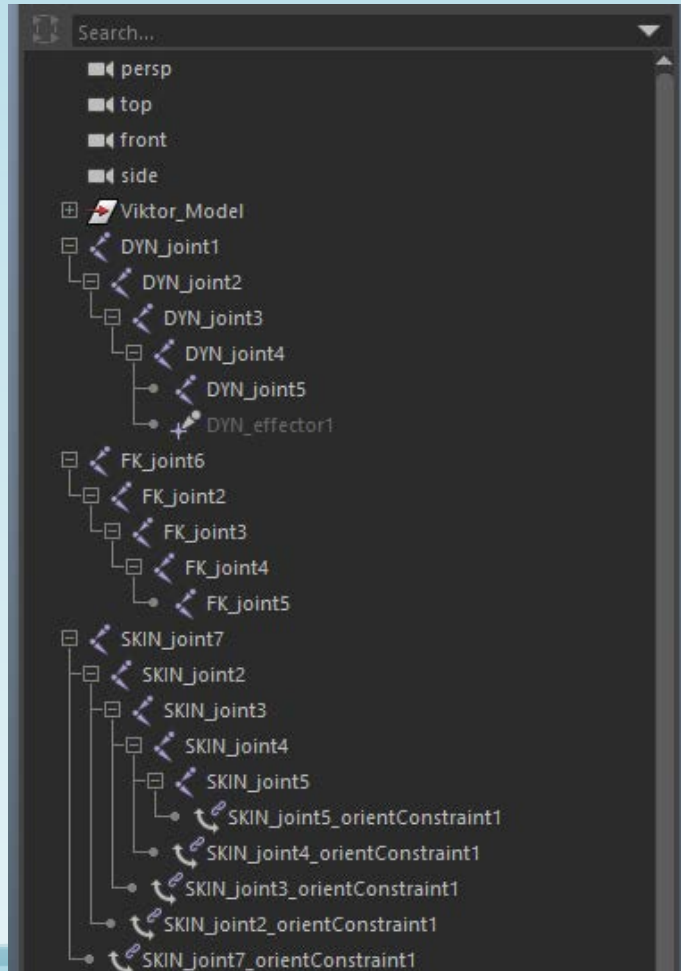 Search...
persp
top
front
side
Viktor_Model
DYN_joint1
DYN_joint2
DYN_joint3
DYN_joint4
DYN_joint5
DYN_effector1
FK_joint6
FK_joint2
FK_joint3
FK_joint4
FK_joint5
SKIN_joint7
SKIN_joint2
SKIN_joint3
SKIN_joint4
SKIN_joint5
SKIN_joint5_orientConstraint1
SKIN_joint4_orientConstraint1
SKIN_joint3_orientConstraint1
SKIN_joint2_orientConstraint1
SKIN_joint7_orientConstraint1